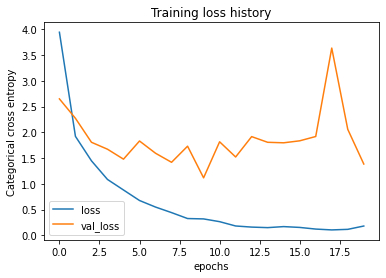 Training loss history
4.0
3.5
3.0
2.5
2.0
1.5
1.0
0.5
0.0
Categorical cross entropy
loss
val_loss
0.0 2.5 5.0 7.5 10.0 12.5 15.0 17.5
epochs